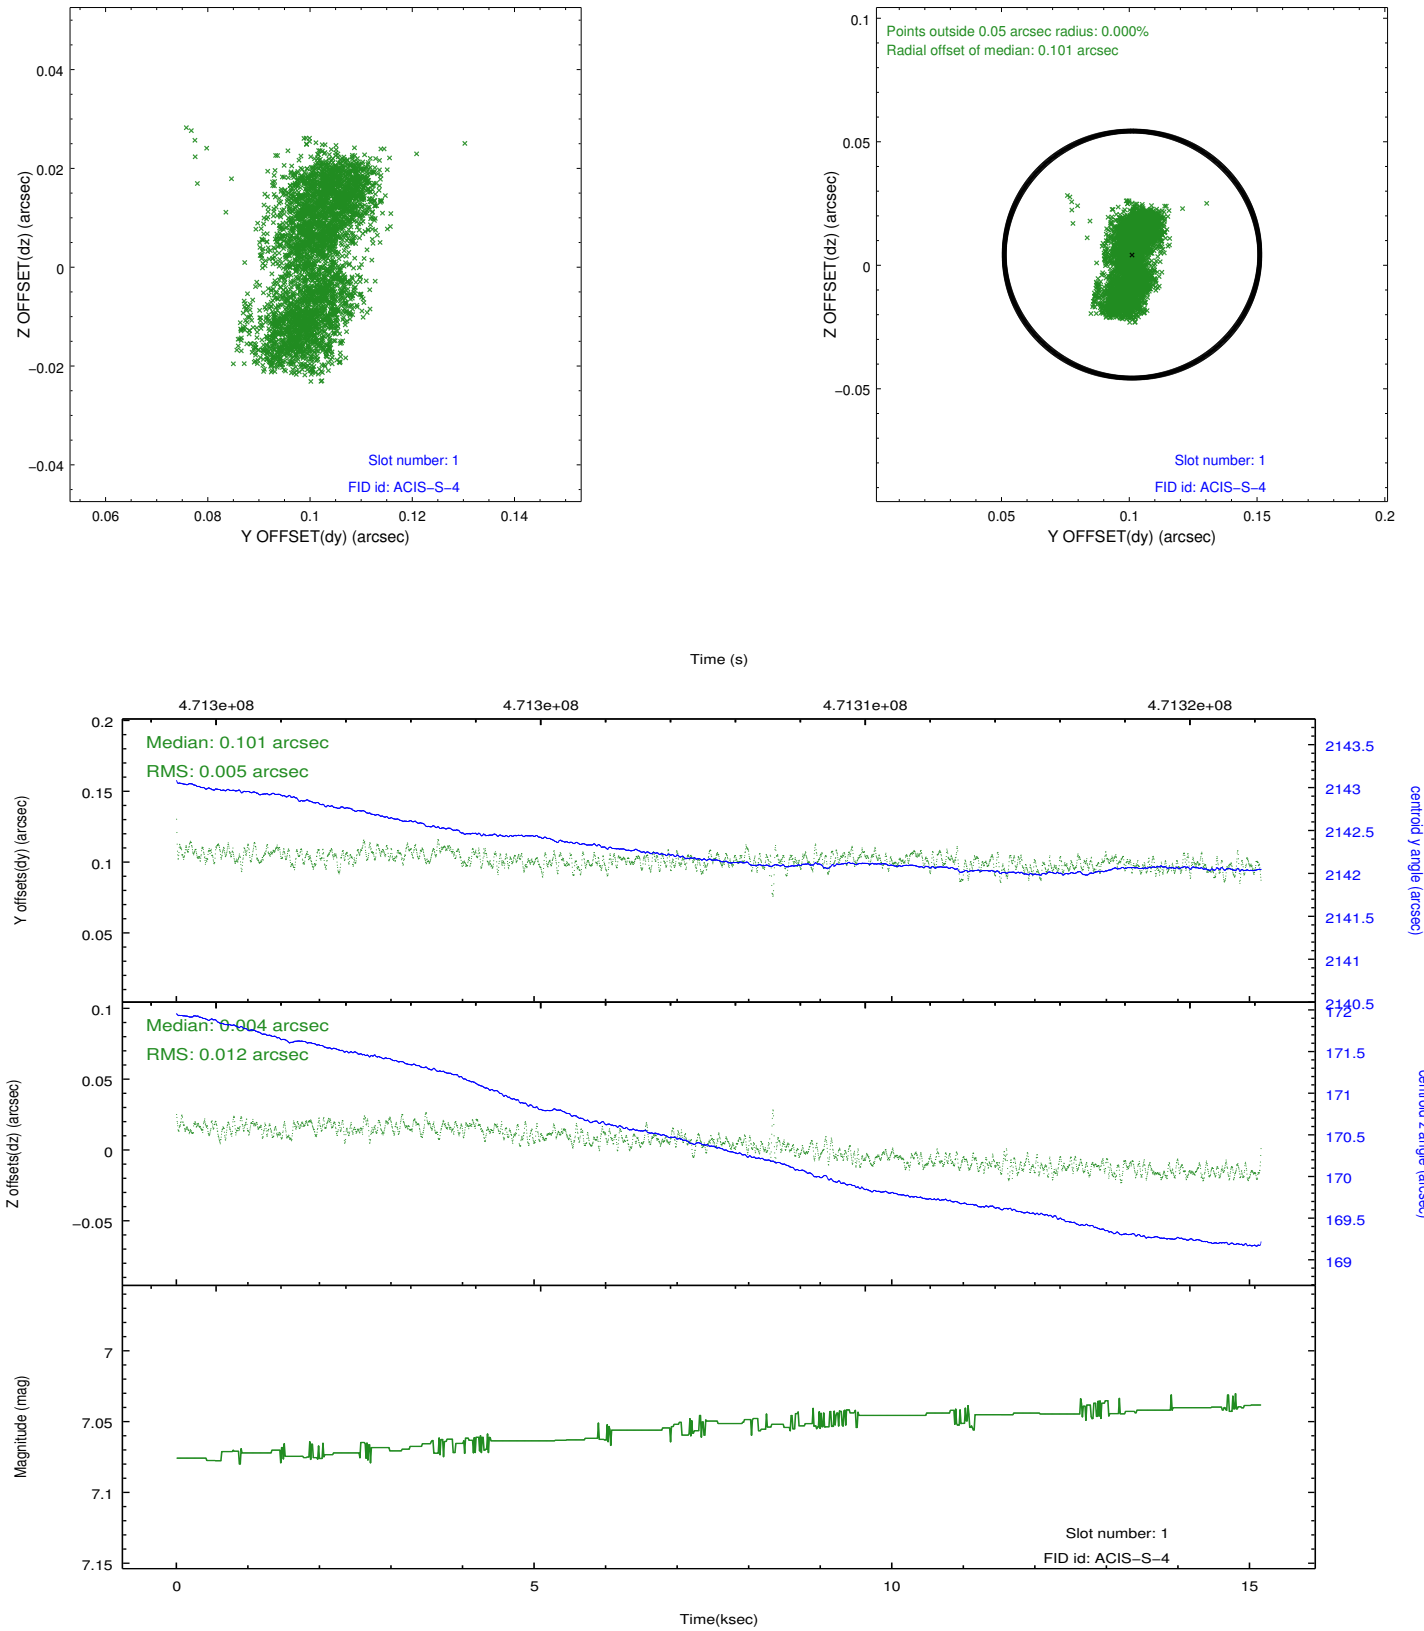 0.04
0.02
0
−0.02
−0.04
Z OFFSET(dz) (arcsec)
Slot number: 1
FID id: ACIS−S−4
0.06 0.08 0.1 0.12 0.14
Y OFFSET(dy) (arcsec)
Points outside 0.05 arcsec radius: 0.000%
Radial offset of median: 0.101 arcsec
0.1
0.05
0
−0.05
Z OFFSET(dz) (arcsec)
Slot number: 1
FID id: ACIS−S−4
0.05 0.1 0.15 0.2
Y OFFSET(dy) (arcsec)
Time (s)
4.713e+08 4.713e+08 4.7131e+08 4.7132e+08
Median: 0.101 arcsec
RMS: 0.005 arcsec
0.2
0.15
0.1
0.05
Y offsets(dy) (arcsec)
2143.5
2143
2142.5
2142
2141.5
2141
2140.5
centroid y angle (arcsec)
Median: 0.004 arcsec
RMS: 0.012 arcsec
0.1
0.05
0
−0.05
Z offsets(dz) (arcsec)
172
171.5
171
170.5
170
169.5
169
centroid z angle (arcsec)
7
7.05
7.1
7.15
Magnitude (mag)
Slot number: 1
FID id: ACIS−S−4
0 5 10 15
Time(ksec)